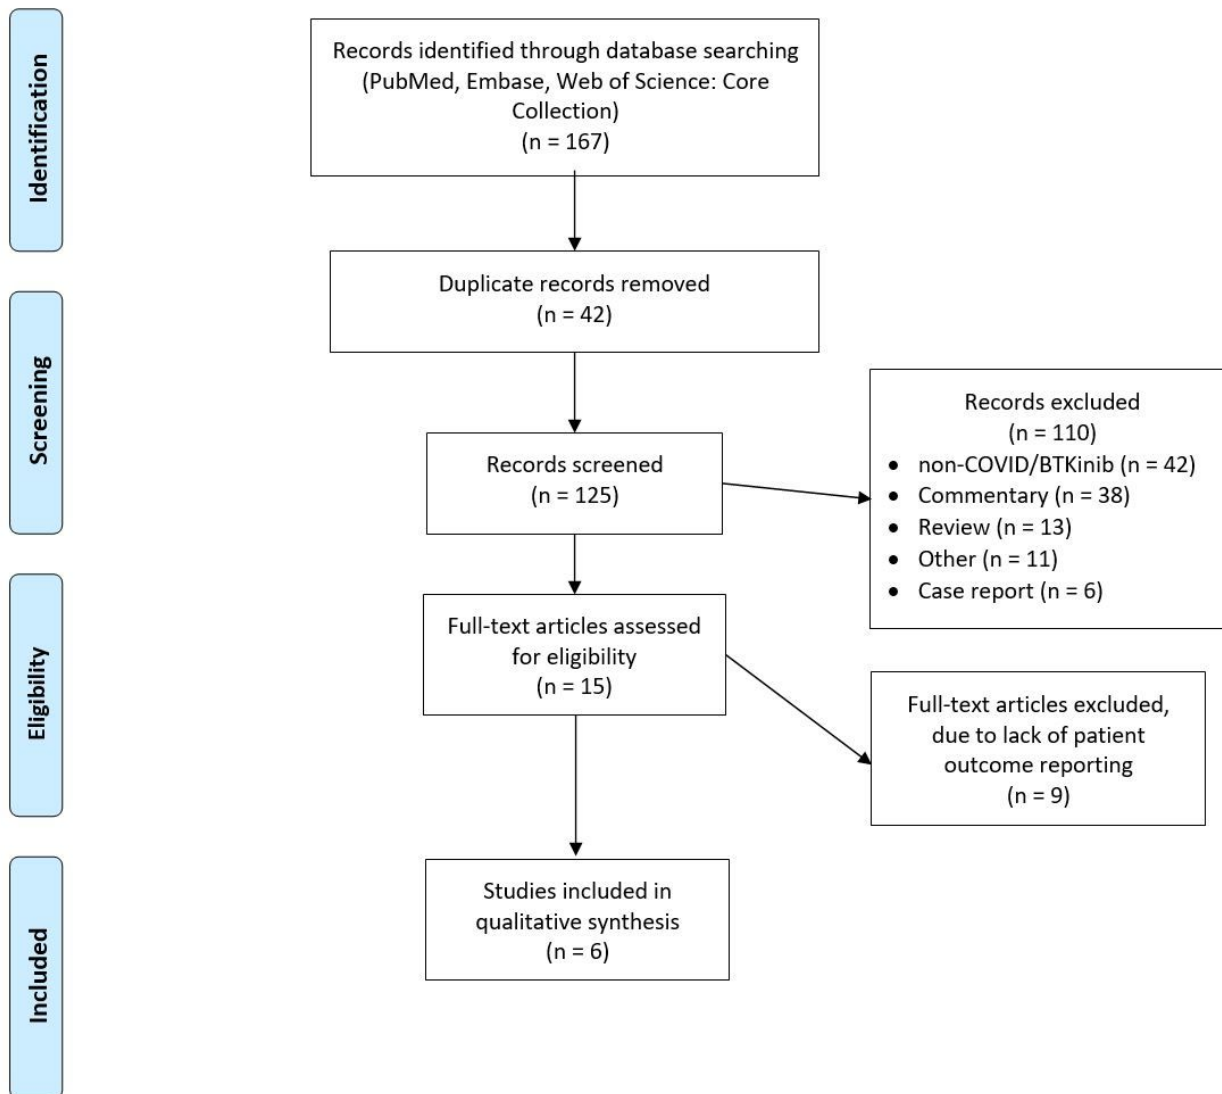 Identification
Records identified through database searching
(PubMed, Embase, Web of Science: Core
Collection)
(n = 167)
Duplicate records removed
(n = 42)
Screening
Records screened
(n = 125)
Records excluded
(n = 110)
• non-COVID/BTKinib (n = 42)
• Commentary (n = 38)
• Review (n = 13)
• Other (n = 11)
• Case report (n = 6)
Eligibility
Full-text articles assessed
for eligibility
(n = 15)
Full-text articles excluded,
due to lack of patient
outcome reporting
(n = 9)
Included
Studies included in
qualitative synthesis
(n = 6)